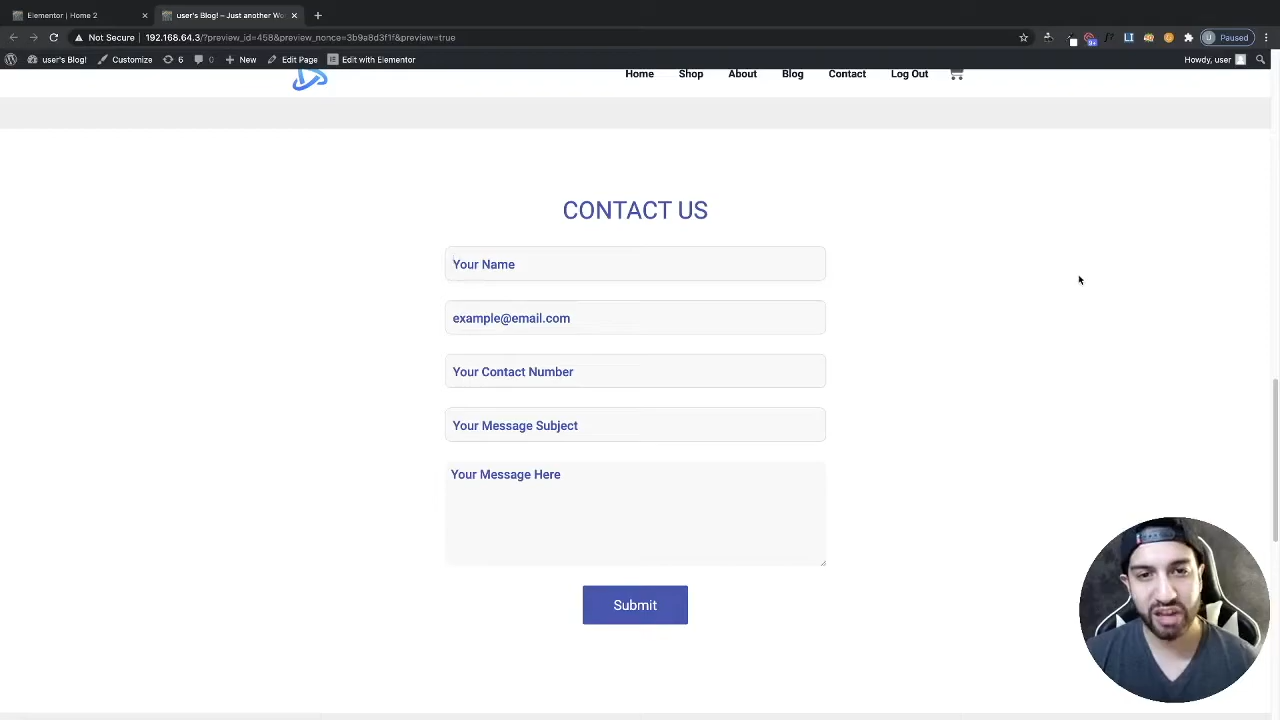 Elementor | Home 2
user's Blog! – Just another Wo
Not Secure | 192.168.64.3/?preview_id=458&preview_nonce=3b9a8d3f1f&preview=true
9+
Paused
user's Blog!
Customize
6
0
New
Edit Page
Edit with Elementor
Howdy, user
Home
Shop
About
Blog
Contact
Log Out
CONTACT US
Your Name
example@email.com
Your Contact Number
Your Message Subject
Your Message Here
Submit